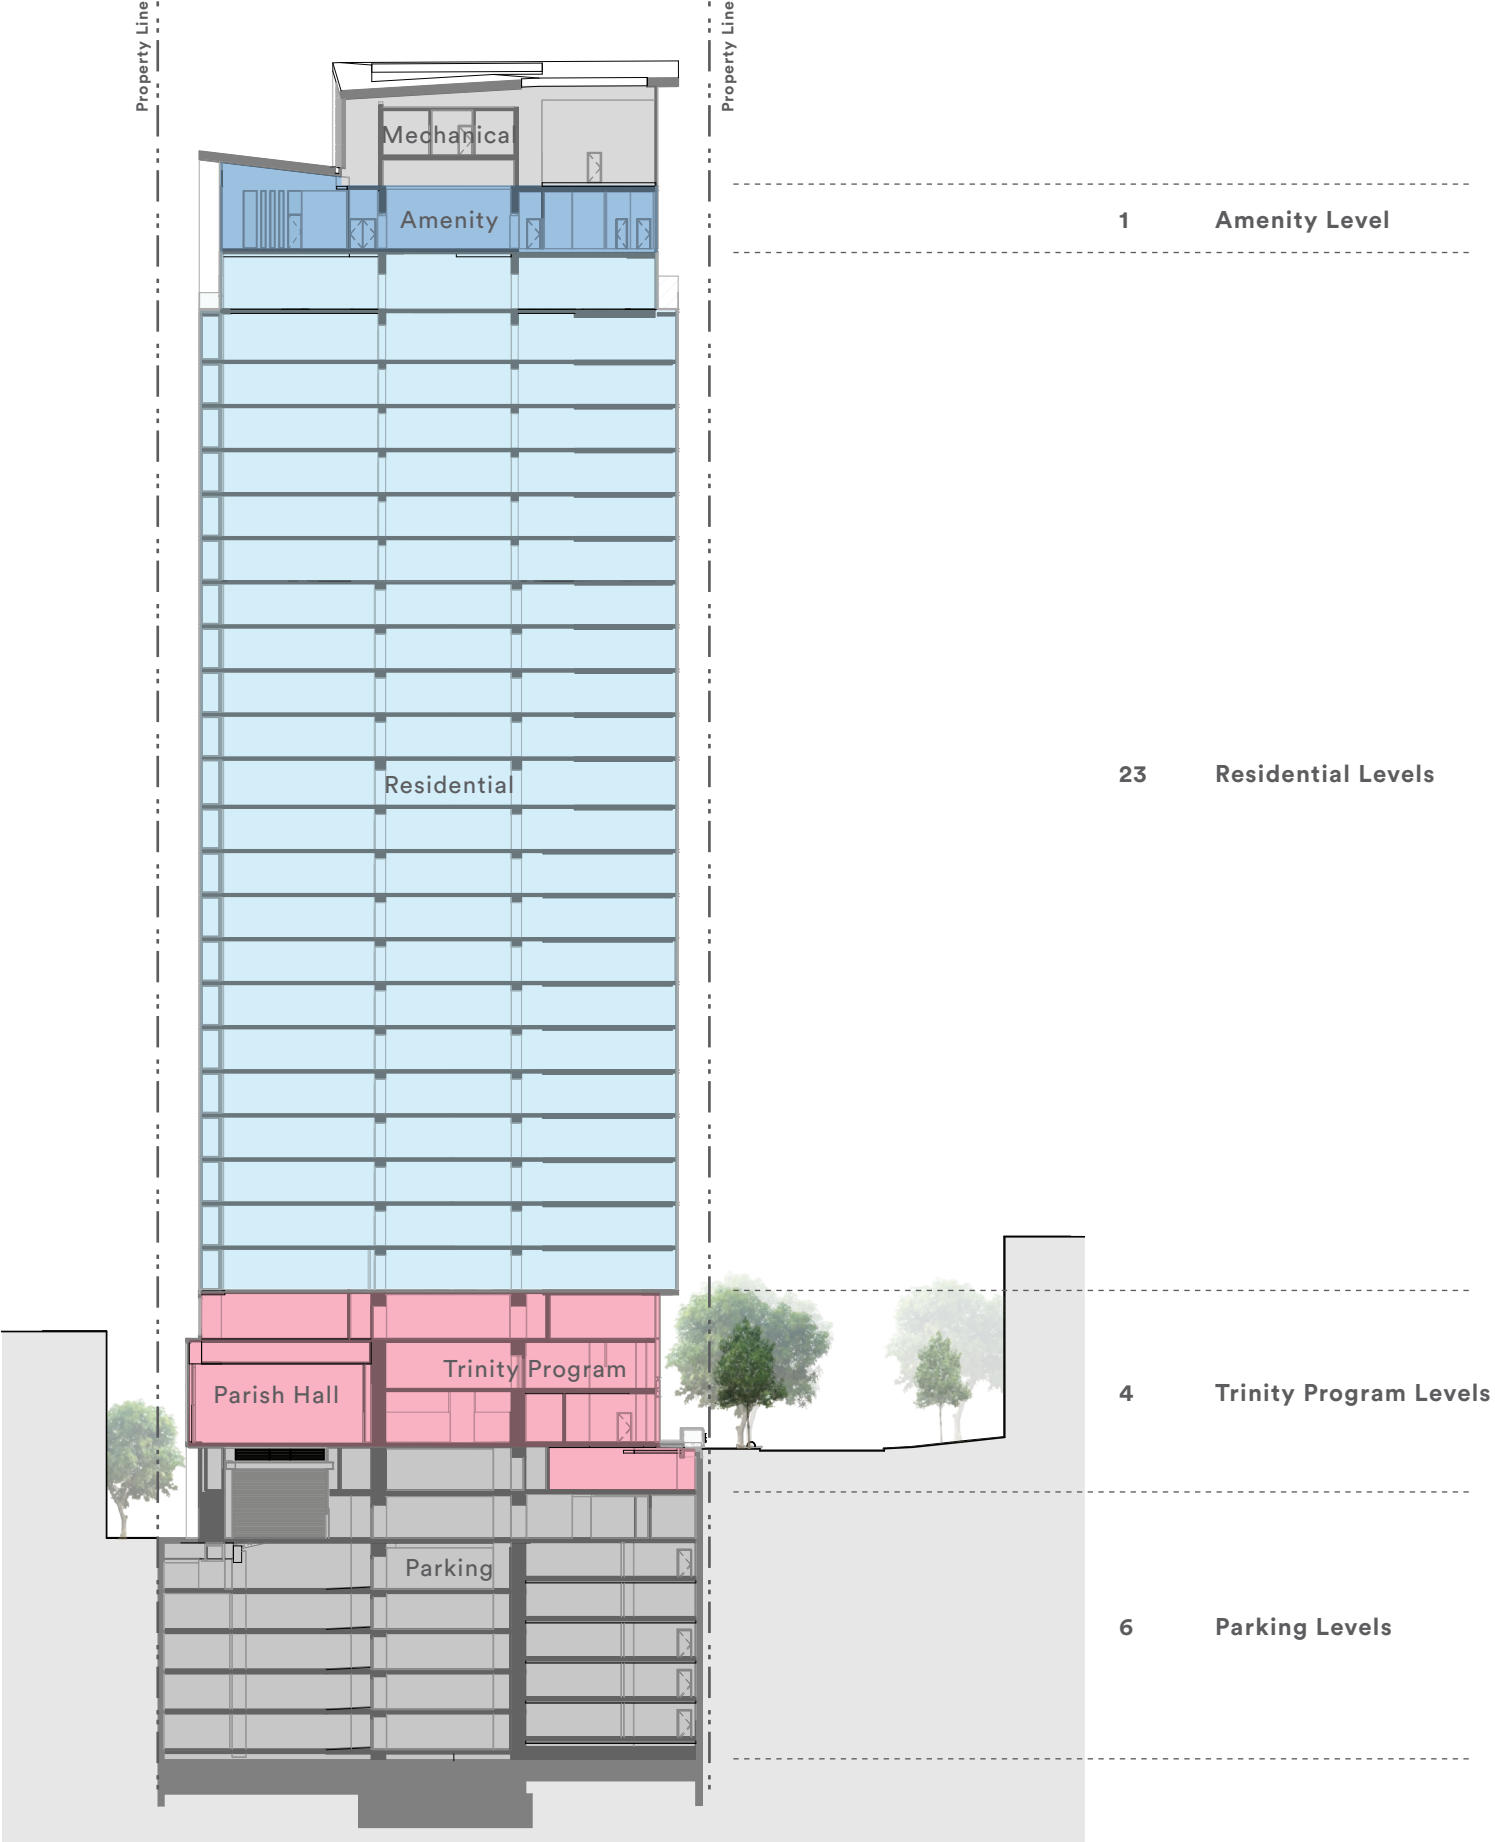 Property Line
Property Line
Mechanical
Amenity
1 Amenity Level
Residential
23 Residential Levels
Trinity Program
Parish Hall
4 Trinity Program Levels
Parking
6 Parking Levels